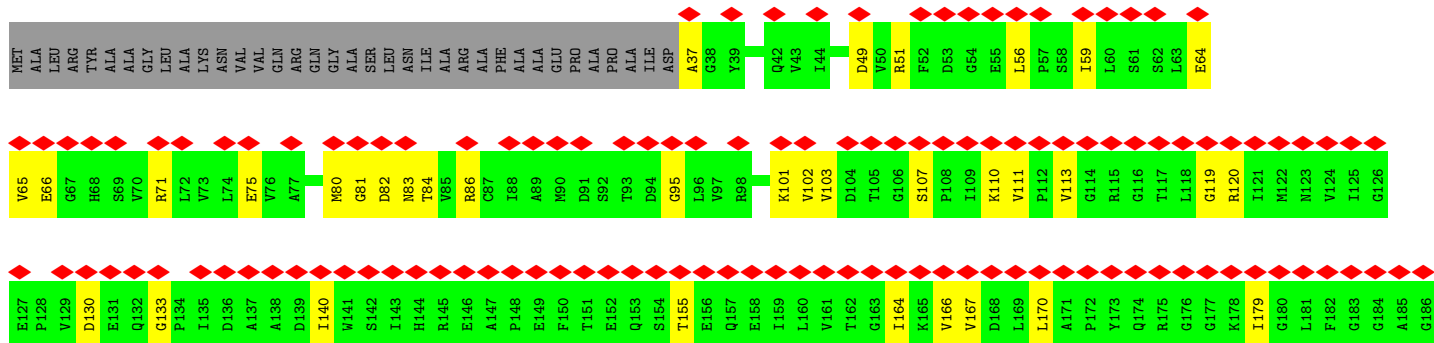 MET ALA LEU ARG TYR ALA ALA GLY LEU ALA LYS ASN VAL VAL GLN ARG GLN GLY ALA SER LEU ASN ILE ALA ARG ALA PHE ALA ALA GLU PRO ALA PRO ALA ILE ASP A37 G38 Y39 Q42 V43 I44 D49 V50 R51 F52 D53 G54 E55 L56 P57 S58 I59 L60 S61 S62 L63 E64
V65 E66 G67 H68 S69 V70 R71 L72 V73 L74 E75 V76 A77 M80 G81 D82 N83 T84 V85 R86 C87 I88 A89 M90 D91 S92 T93 D94 G95 L96 V97 R98 K101 V102 V103 D104 T105 G106 S107 P108 I109 K110 V111 P112 V113 G114 R115 G116 T117 L118 G119 R120 I121 M122 N123 V124 I125 G126
E127 P128 V129 D130 E131 Q132 G133 P134 I135 D136 A137 A138 D139 I140 W141 S142 I143 H144 R145 E146 A147 P148 E149 F150 T151 E152 Q153 S154 T155 E156 Q157 E158 I159 L160 V161 T162 G163 I164 K165 V166 V167 D168 L169 L170 A171 P172 Y173 Q174 R175 G176 G177 K178 I179 G180 L181 F182 G183 G184 A185 G186